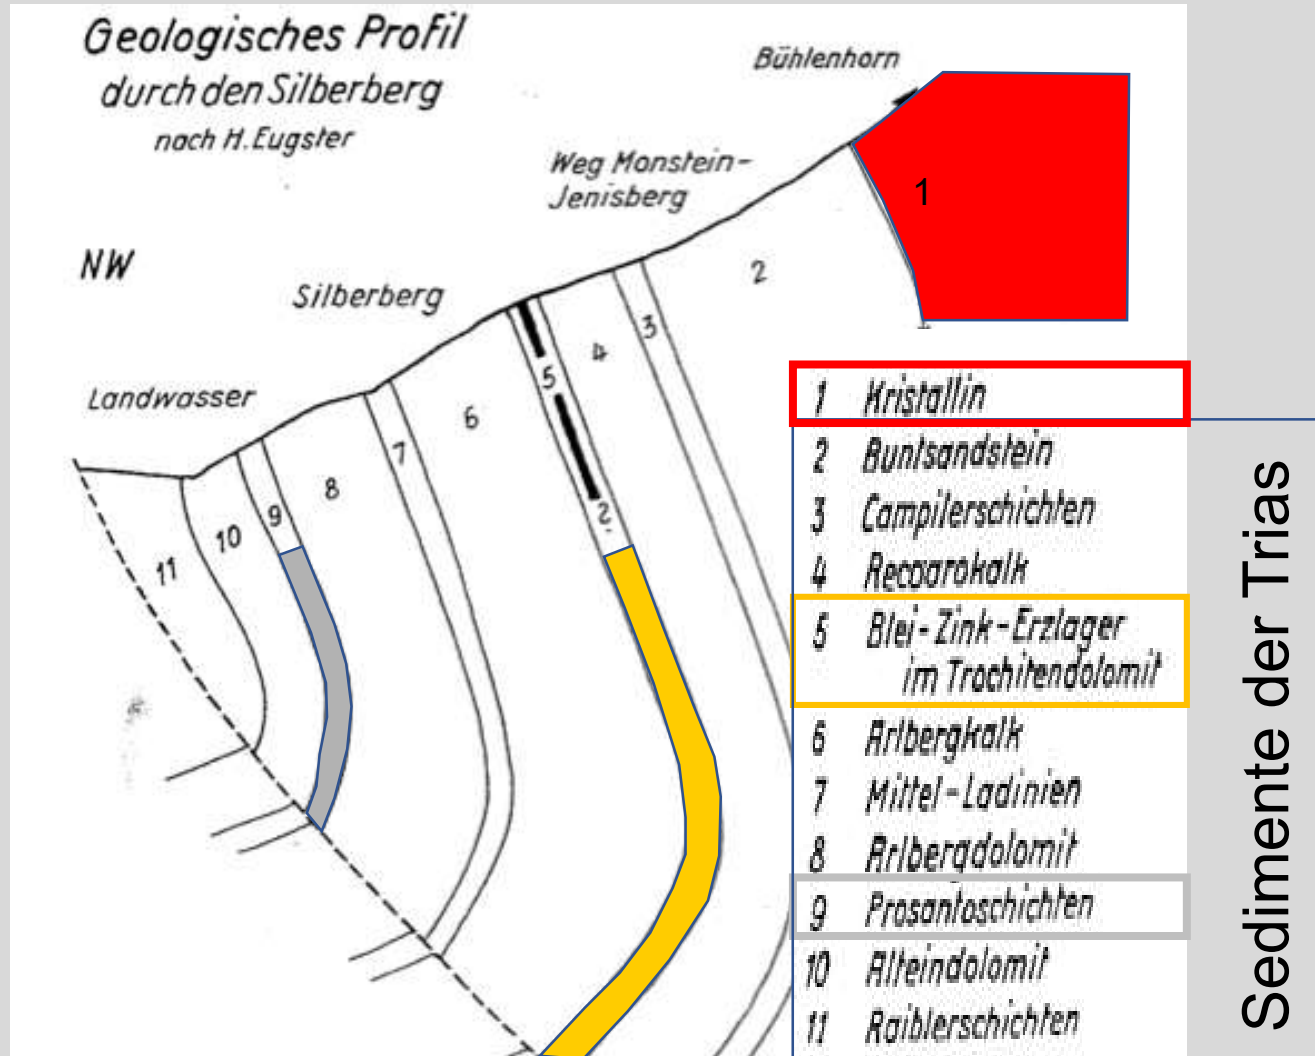 Geologisches Profil
durch den Silberberg
nach H. Eugster
Bühlenhorn
Weg Monstein-
Jenisberg
NW
Silberberg
Landwasser
1
2
3
4
5
2.
6
7
8
9
10
11
1 Kristallin
2 Buntsandstein
3 Campilerschichten
4 Recoarokalk
5 Blei-Zink-Erzlager
im Trochitendolomit
6 Arlbergkalk
7 Mittel-Ladinien
8 Arlbergdolomit
9 Prosantoschichten
10 Alteindolomit
11 Raiblerschichten
Sedimente der Trias